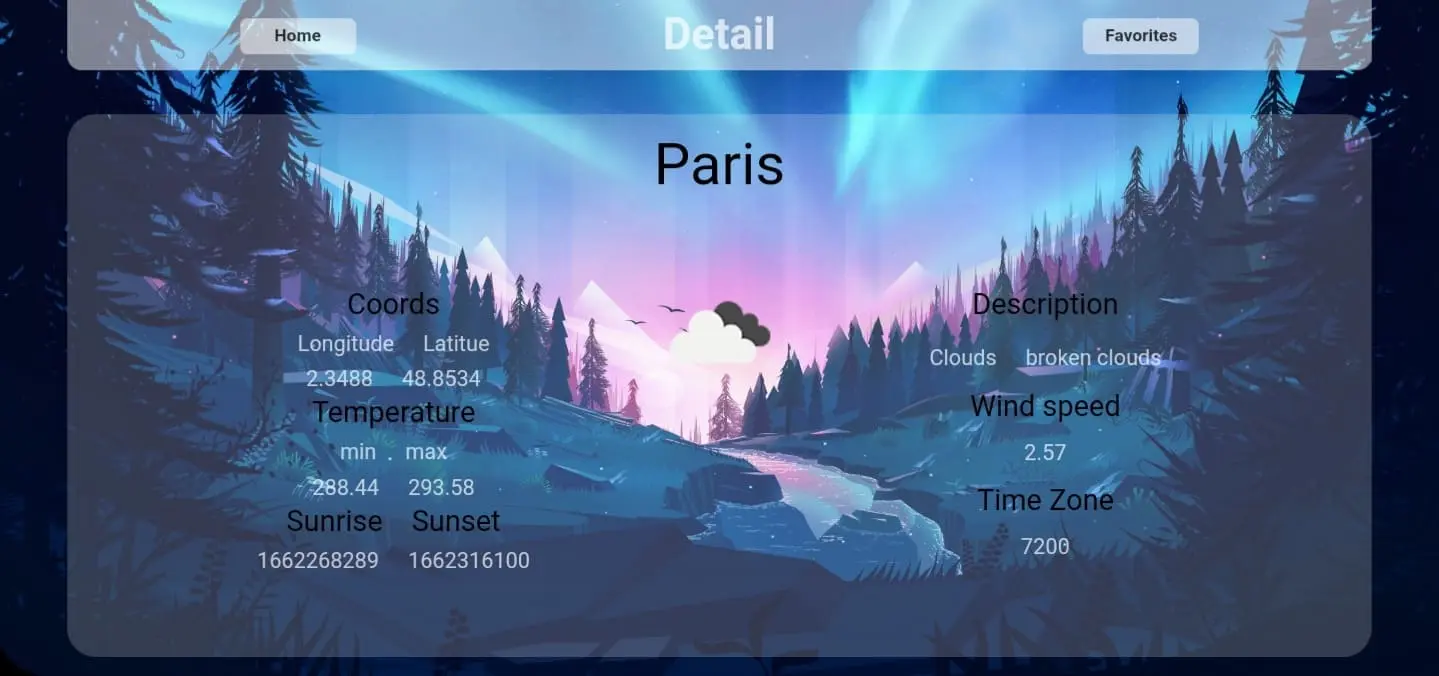 Home Detail Favorites
Paris
Coords
Longitude Latitue
2.3488 48.8534
Temperature
min . max
288.44 293.58
Sunrise Sunset
1662268289 1662316100
Description
Clouds broken clouds
Wind speed
2.57
Time Zone
7200